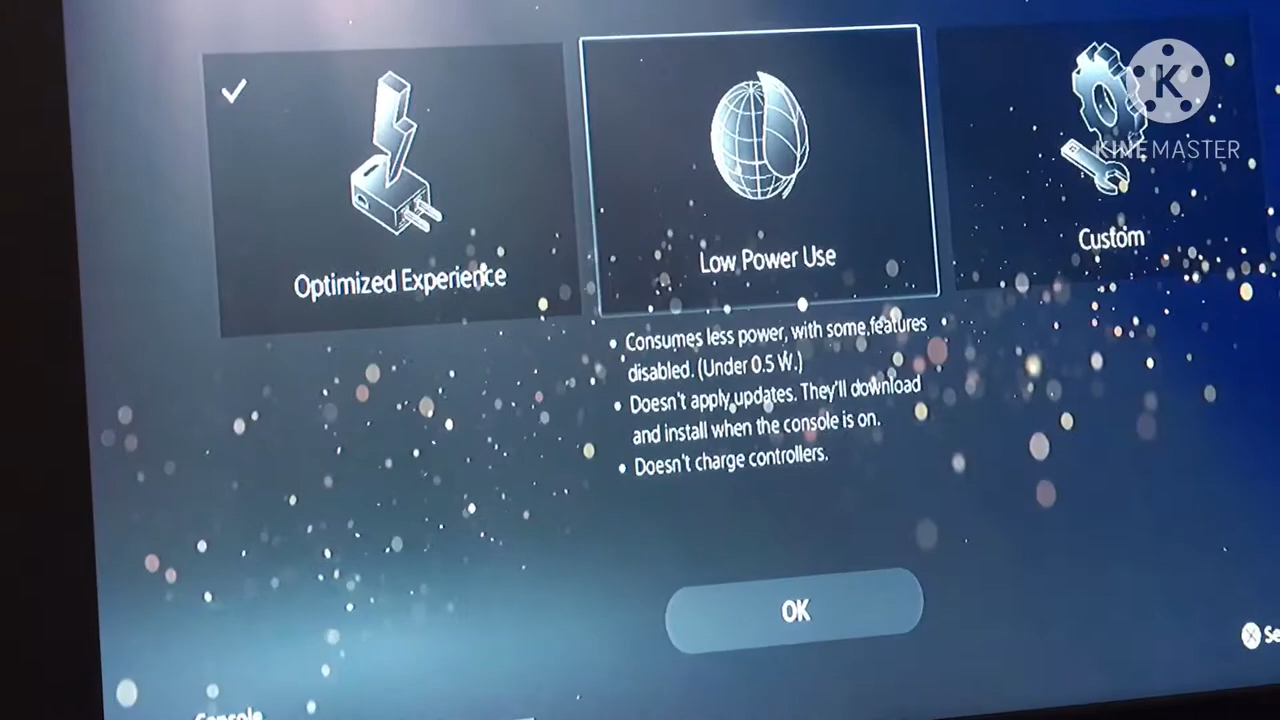 K
KINEMASTER
Optimized Experience
Low Power Use
Custom
• Consumes less power, with some features
disabled. (Under 0.5 W.)
• Doesn't apply updates. They'll download
and install when the console is on.
• Doesn't charge controllers.
OK
Console